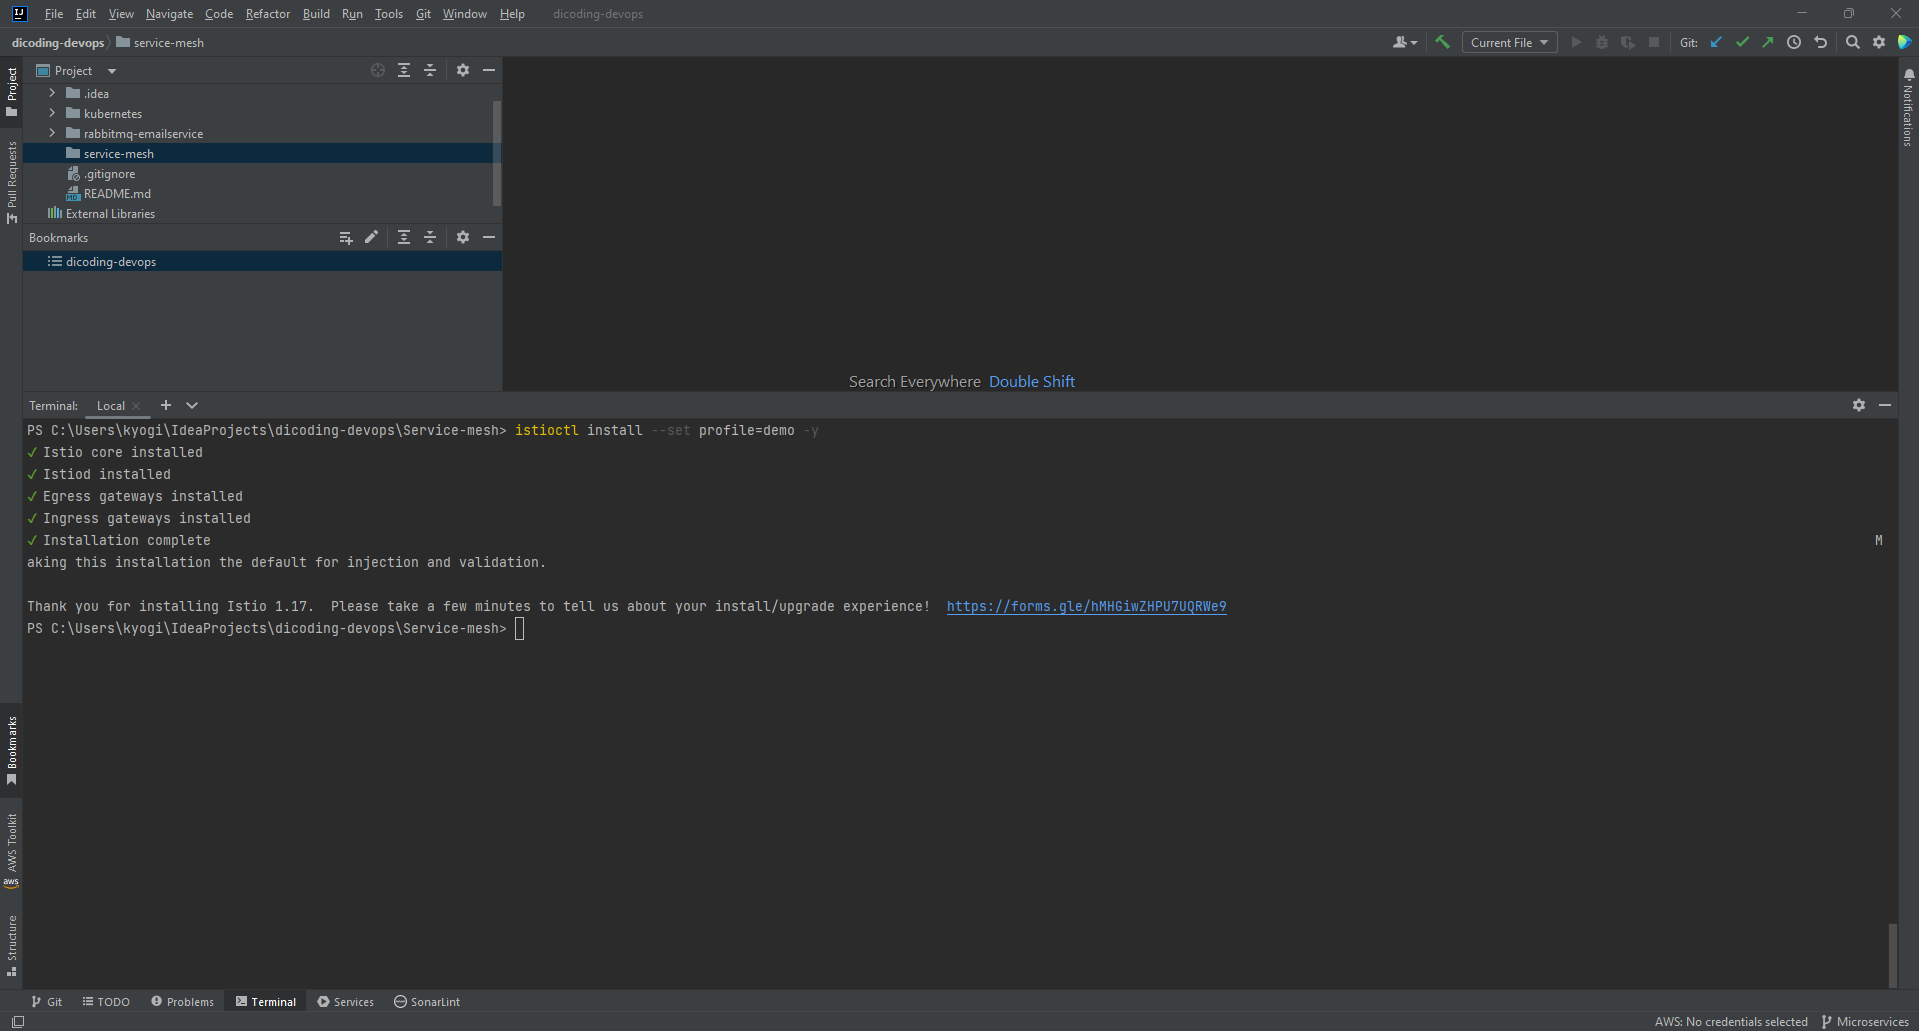 IJ File Edit View Navigate Code Refactor Build Run Tools Git Window Help dicoding-devops
dicoding-devops service-mesh Current File Git:
Project
.idea
kubernetes
rabbitmq-emailservice
service-mesh
.gitignore
MD README.md
External Libraries
Bookmarks
dicoding-devops
Project
Pull Requests
Notifications
Search Everywhere Double Shift
Terminal: Local
PS C:\Users\kyogi\IdeaProjects\dicoding-devops\Service-mesh> istioctl install --set profile=demo -y
✓ Istio core installed
✓ Istiod installed
✓ Egress gateways installed
✓ Ingress gateways installed
✓ Installation complete M
aking this installation the default for injection and validation.
Thank you for installing Istio 1.17.  Please take a few minutes to tell us about your install/upgrade experience!  https://forms.gle/hMHGiwZHPU7UQRWe9
PS C:\Users\kyogi\IdeaProjects\dicoding-devops\Service-mesh>
Bookmarks
AWS Toolkit
aws
Structure
Git TODO Problems Terminal Services SonarLint
AWS: No credentials selected Microservices